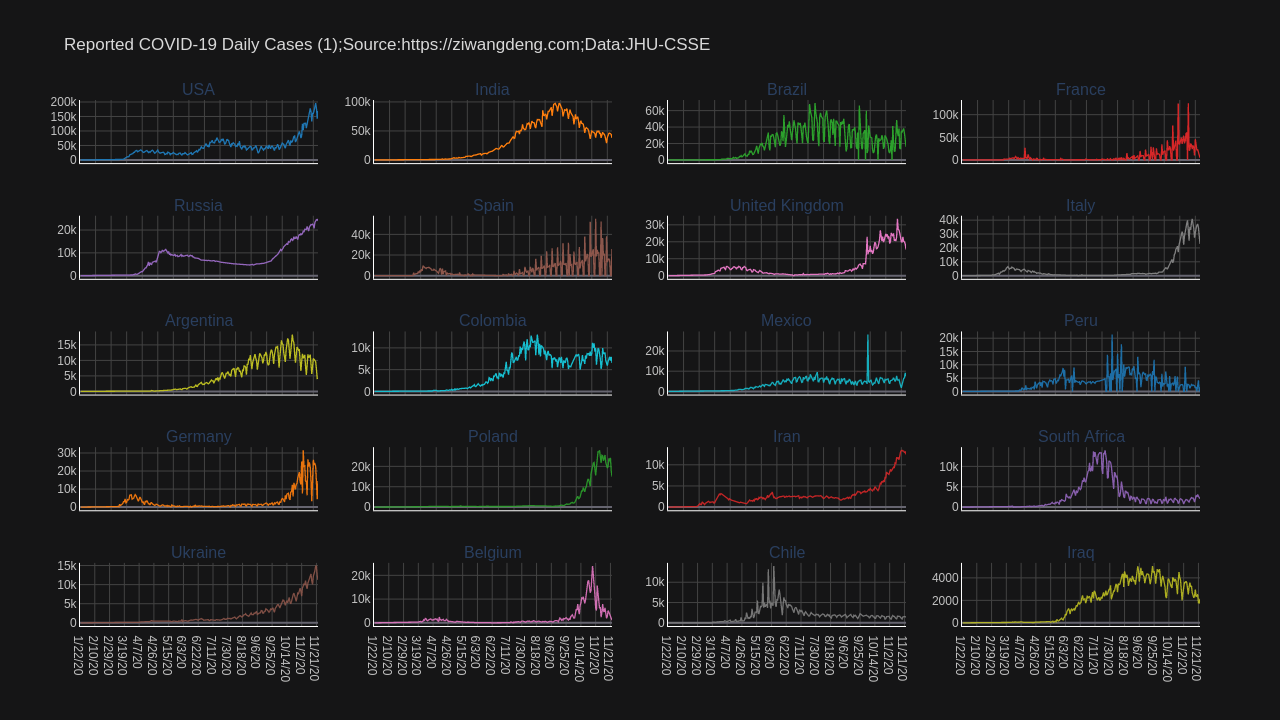 Reported COVID-19 Daily Cases (1);Source:https://ziwangdeng.com;Data:JHU-CSSE
USA
India
Brazil
France
200k
150k
100k
50k
0
100k
50k
0
60k
40k
20k
0
100k
50k
0
Russia
Spain
United Kingdom
Italy
20k
10k
0
40k
20k
0
30k
20k
10k
0
40k
30k
20k
10k
0
Argentina
Colombia
Mexico
Peru
15k
10k
5k
0
10k
5k
0
20k
10k
0
20k
15k
10k
5k
0
Germany
Poland
Iran
South Africa
30k
20k
10k
0
20k
10k
0
10k
5k
0
10k
5k
0
Ukraine
Belgium
Chile
Iraq
15k
10k
5k
0
20k
10k
0
10k
5k
0
4000
2000
0
1/22/20 2/10/20 3/19/20 4/7/20 4/26/20 5/15/20 6/3/20 6/22/20 7/11/20 7/30/20 8/18/20 9/6/20 9/25/20 10/14/20 11/2/20 11/21/20
1/22/20 2/10/20 3/19/20 4/7/20 4/26/20 5/15/20 6/3/20 6/22/20 7/11/20 7/30/20 8/18/20 9/6/20 9/25/20 10/14/20 11/2/20 11/21/20
1/22/20 2/10/20 3/19/20 4/7/20 4/26/20 5/15/20 6/3/20 6/22/20 7/11/20 7/30/20 8/18/20 9/6/20 9/25/20 10/14/20 11/2/20 11/21/20
1/22/20 2/10/20 3/19/20 4/7/20 4/26/20 5/15/20 6/3/20 6/22/20 7/11/20 7/30/20 8/18/20 9/6/20 9/25/20 10/14/20 11/2/20 11/21/20